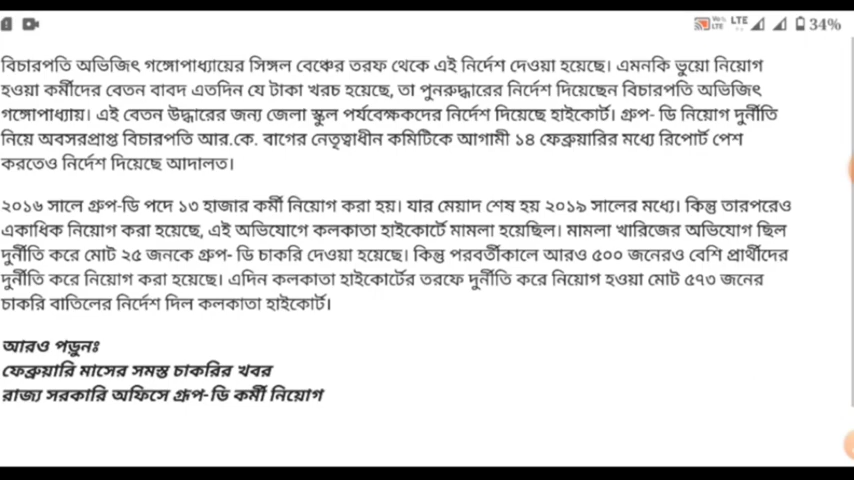 LTE 34%
বিচারপতি অভিজিৎ গঙ্গোপাধ্যায়ের সিঙ্গল বেঞ্চের তরফ থেকে এই নির্দেশ দেওয়া হয়েছে। এমনকি ভুয়ো নিয়োগ
হওয়া কর্মীদের বেতন বাবদ এতদিন যে টাকা খরচ হয়েছে, তা পুনরুদ্ধারের নির্দেশ দিয়েছেন বিচারপতি অভিজিৎ
গঙ্গোপাধ্যায়। এই বেতন উদ্ধারের জন্য জেলা স্কুল পর্যবেক্ষকদের নির্দেশ দিয়েছে হাইকোর্ট। গ্রুপ- ডি নিয়োগ দুর্নীতি
নিয়ে অবসরপ্রাপ্ত বিচারপতি আর.কে. বাগের নেতৃত্বাধীন কমিটিকে আগামী ১৪ ফেব্রুয়ারির মধ্যে রিপোর্ট পেশ
করতেও নির্দেশ দিয়েছে আদালত।
২০১৬ সালে গ্রুপ-ডি পদে ১৩ হাজার কর্মী নিয়োগ করা হয়। যার মেয়াদ শেষ হয় ২০১৯ সালের মধ্যে। কিন্তু তারপরেও
একাধিক নিয়োগ করা হয়েছে, এই অভিযোগে কলকাতা হাইকোর্টে মামলা হয়েছিল। মামলা খারিজের অভিযোগ ছিল
দুর্নীতি করে মোট ২৫ জনকে গ্রুপ- ডি চাকরি দেওয়া হয়েছে। কিন্তু পরবর্তীকালে আরও ৫০০ জনেরও বেশি প্রার্থীদের
দুর্নীতি করে নিয়োগ করা হয়েছে। এদিন কলকাতা হাইকোর্টের তরফে দুর্নীতি করে নিয়োগ হওয়া মোট ৫৭৩ জনের
চাকরি বাতিলের নির্দেশ দিল কলকাতা হাইকোর্ট।
আরও পড়ুনঃ
ফেব্রুয়ারি মাসের সমস্ত চাকরির খবর
রাজ্য সরকারি অফিসে গ্রূপ-ডি কর্মী নিয়োগ